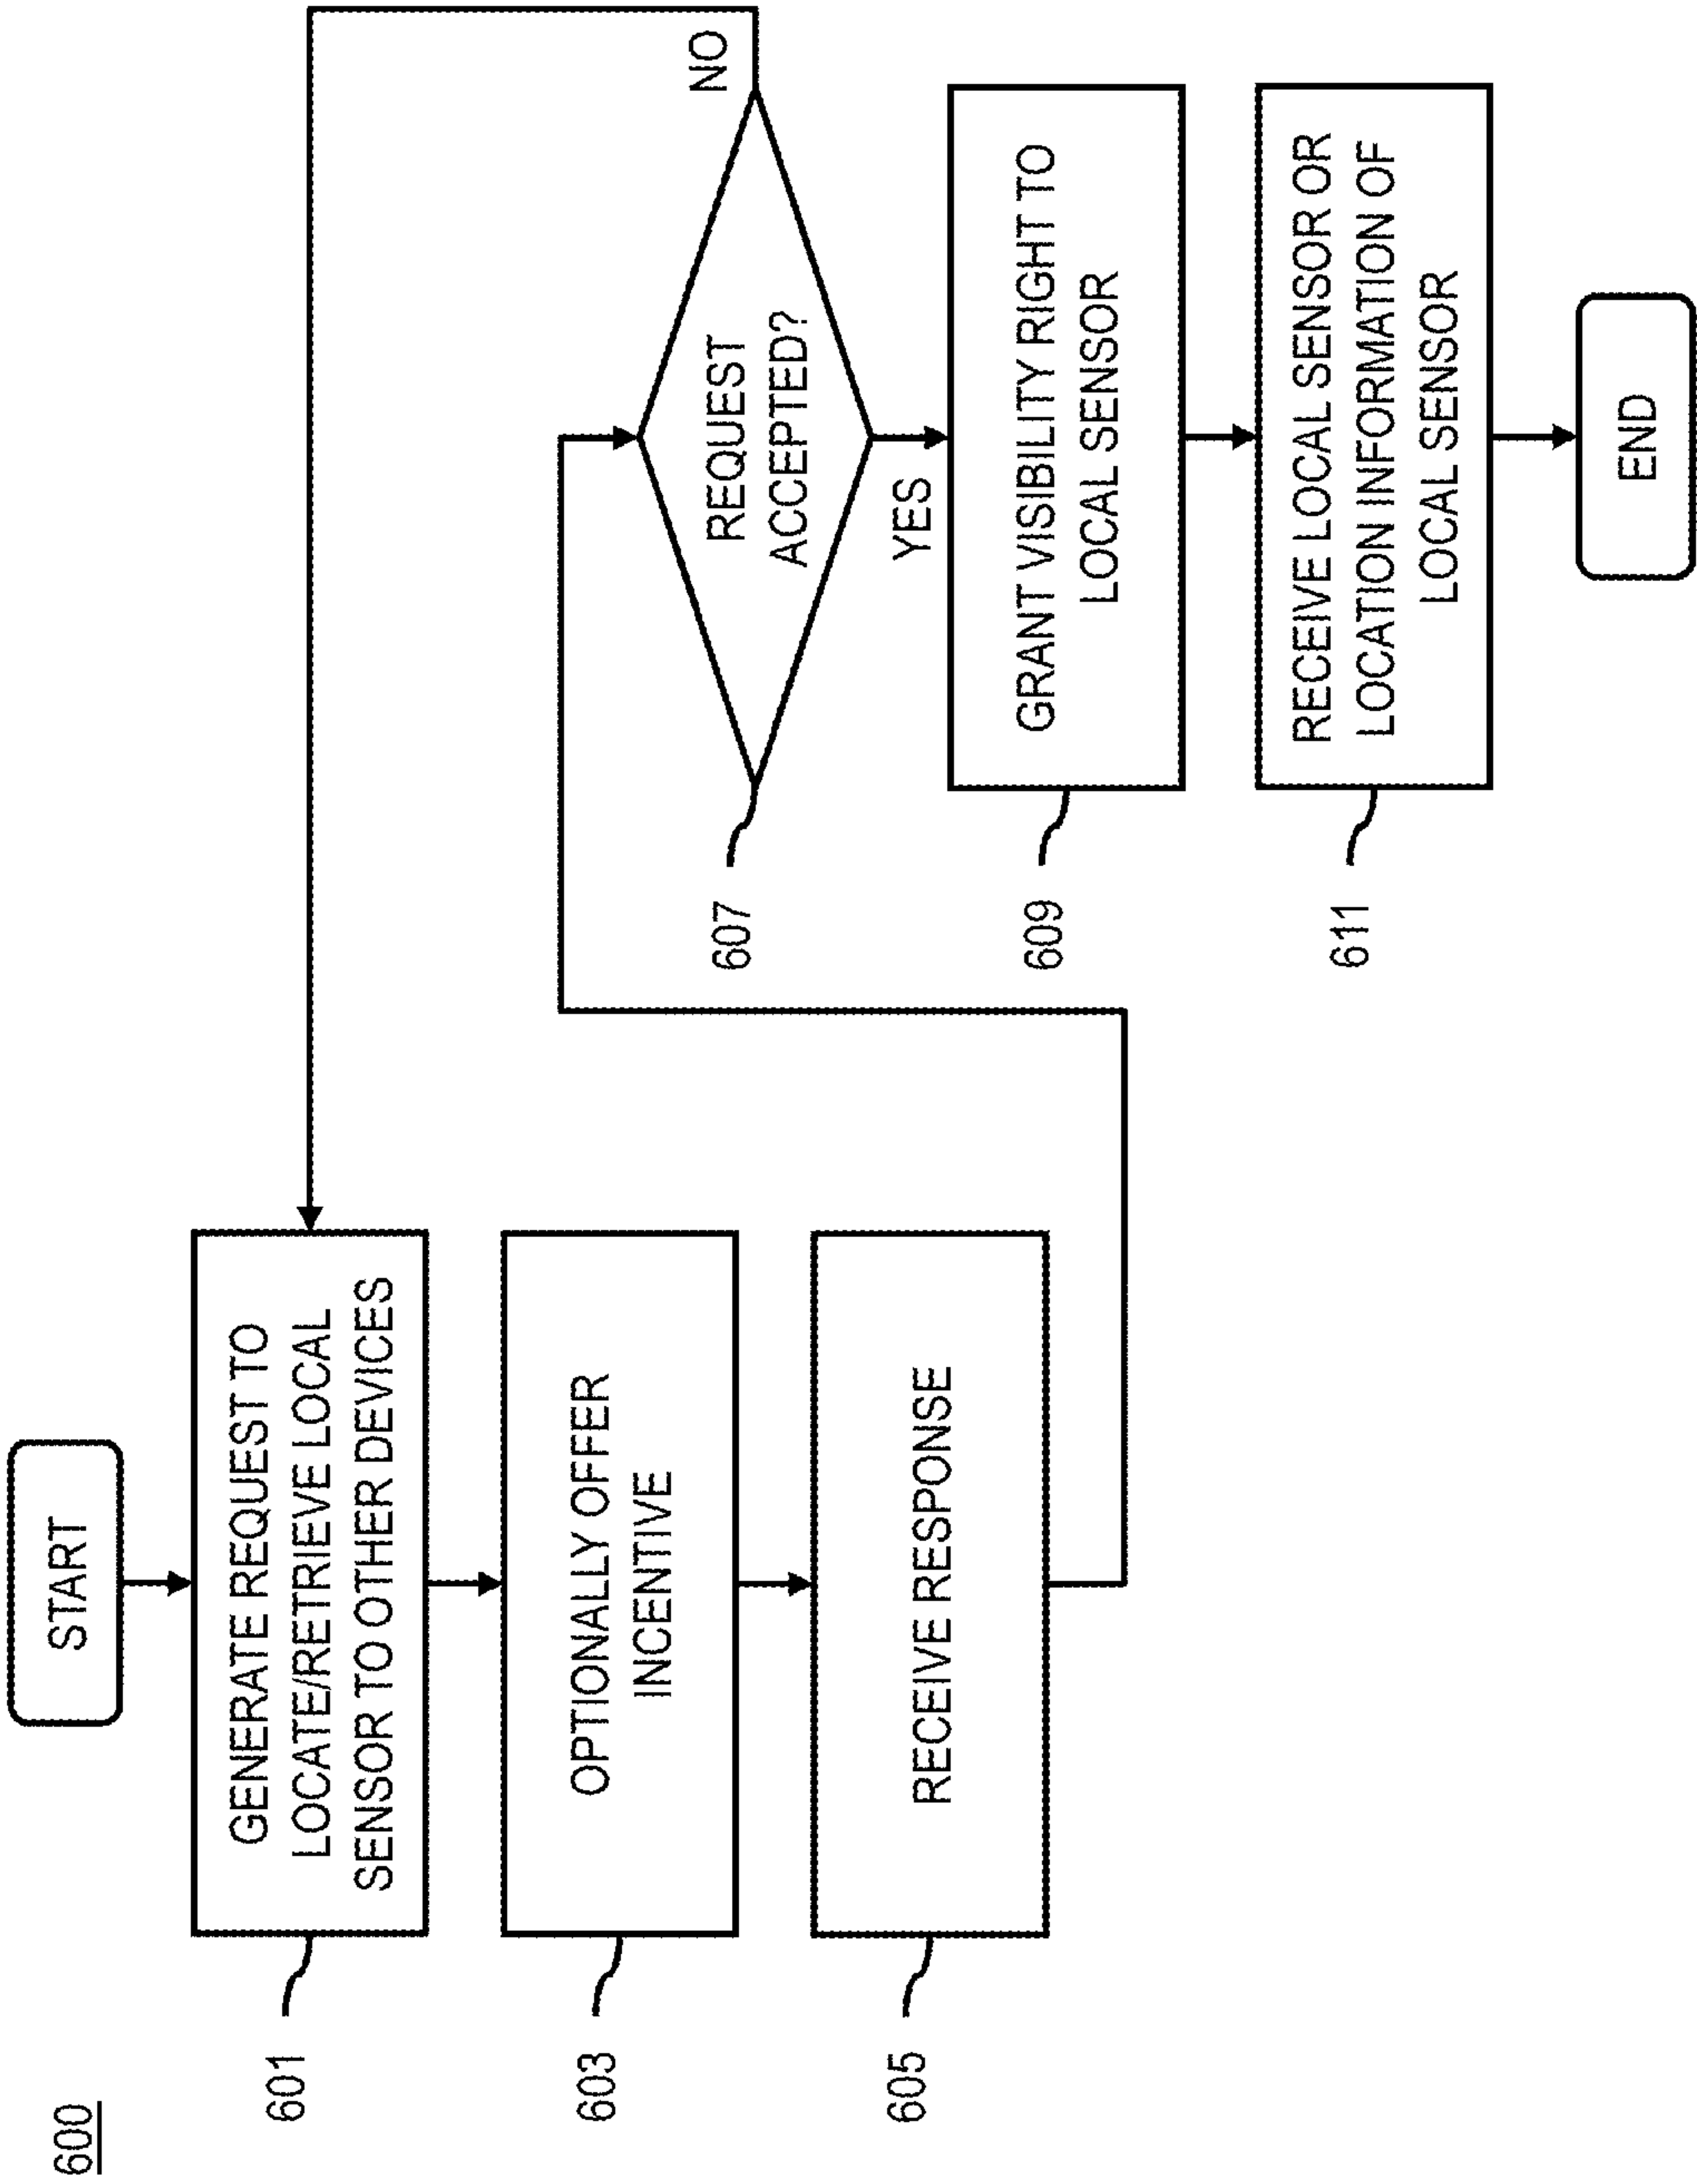 600
START
601
GENERATE REQUEST TO
LOCATE/RETRIEVE LOCAL
SENSOR TO OTHER DEVICES
603
OPTIONALLY OFFER
INCENTIVE
605
RECEIVE RESPONSE
607
REQUEST
ACCEPTED?
NO
YES
609
GRANT VISIBILITY RIGHT TO
LOCAL SENSOR
611
RECEIVE LOCAL SENSOR OR
LOCATION INFORMATION OF
LOCAL SENSOR
END